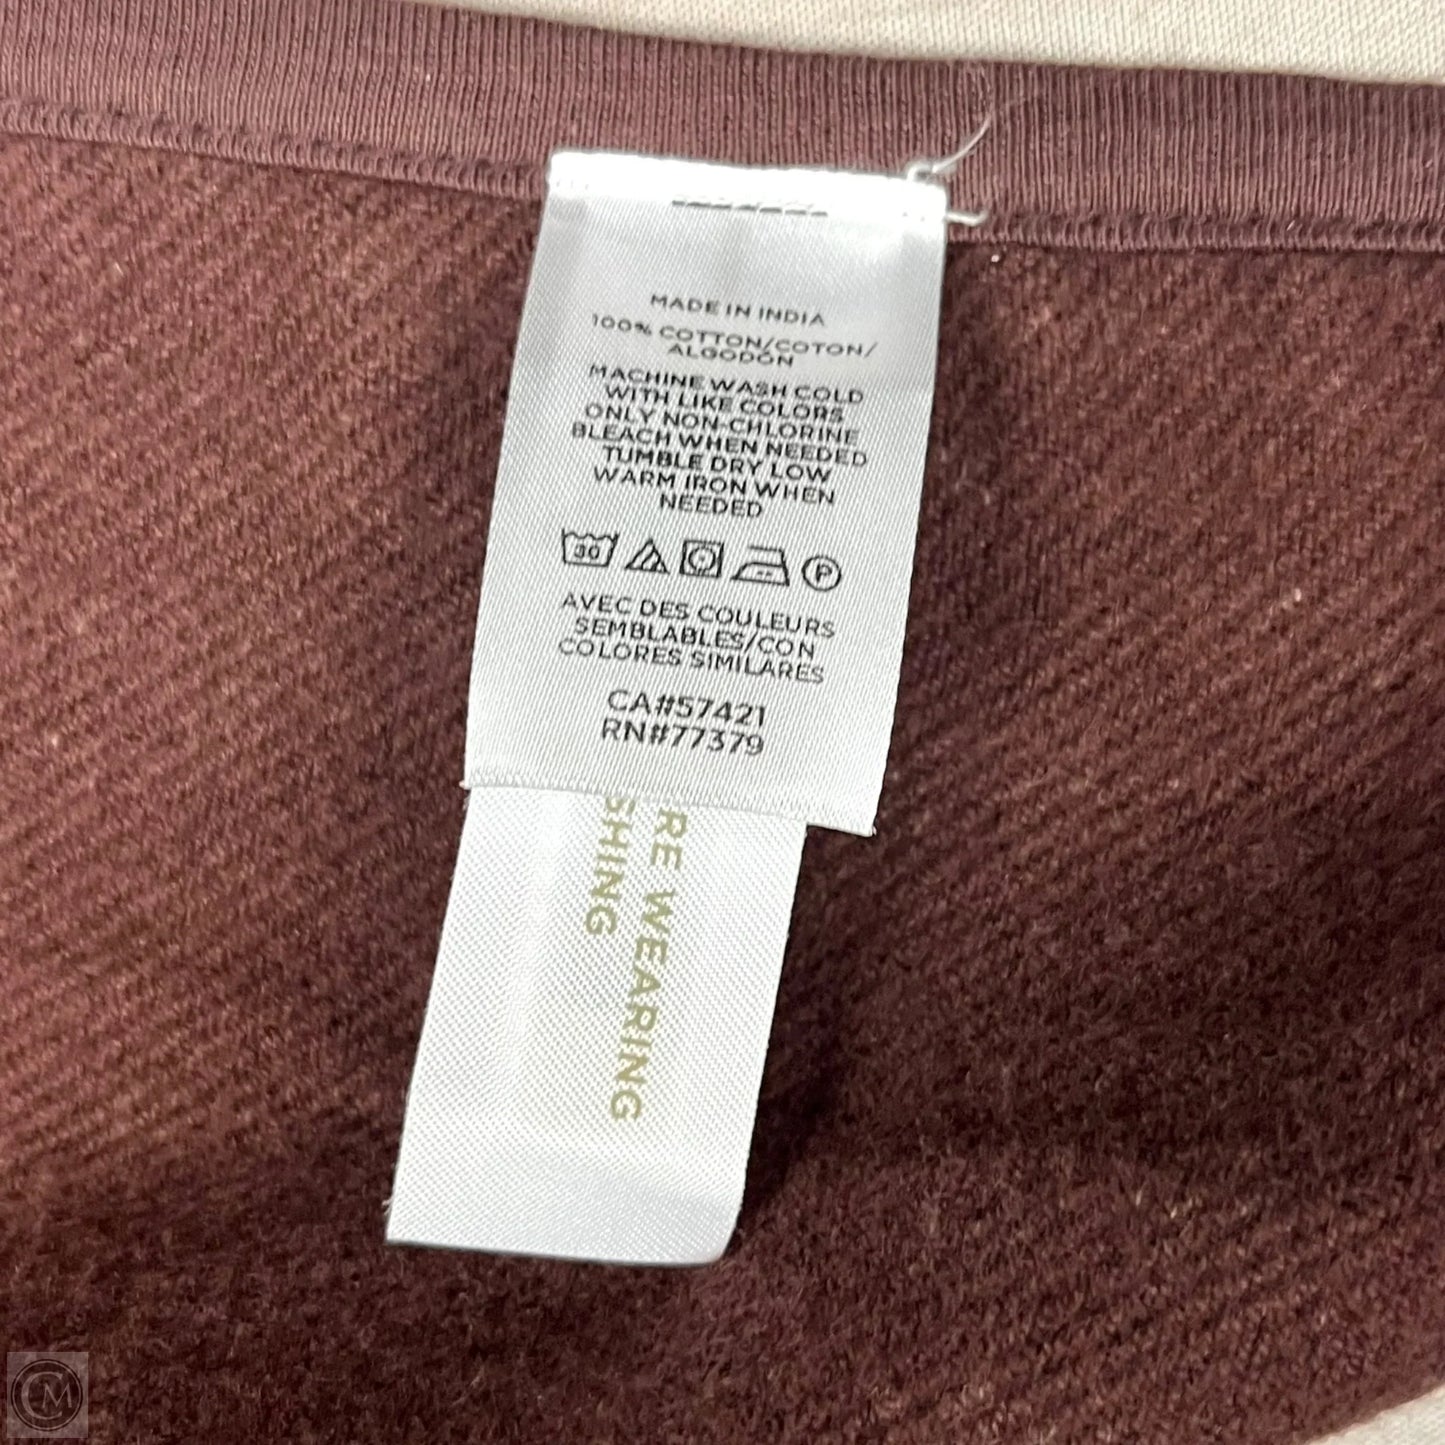 MADE IN INDIA
100% COTTON/COTON/
ALGODÓN
MACHINE WASH COLD
WITH LIKE COLORS
ONLY NON-CHLORINE
BLEACH WHEN NEEDED
TUMBLE DRY LOW
WARM IRON WHEN
NEEDED
30
P
AVEC DES COULEURS
SEMBLABLES/CON
COLORES SIMILARES
CA#57421
RN#77379
RE WEARING
SHING
CM